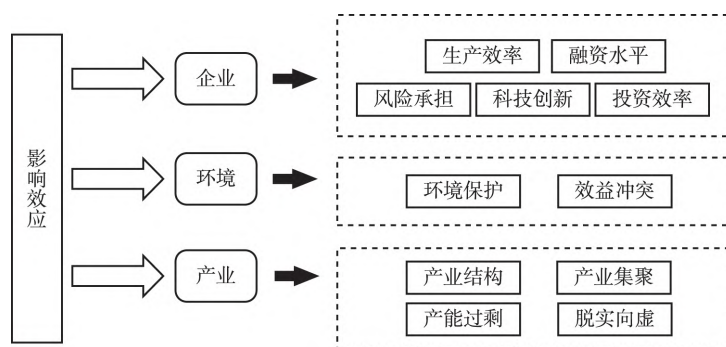 影响效应
企业
生产效率 融资水平
风险承担 科技创新 投资效率
环境
环境保护 效益冲突
产业
产业结构 产业集聚
产能过剩 脱实向虚